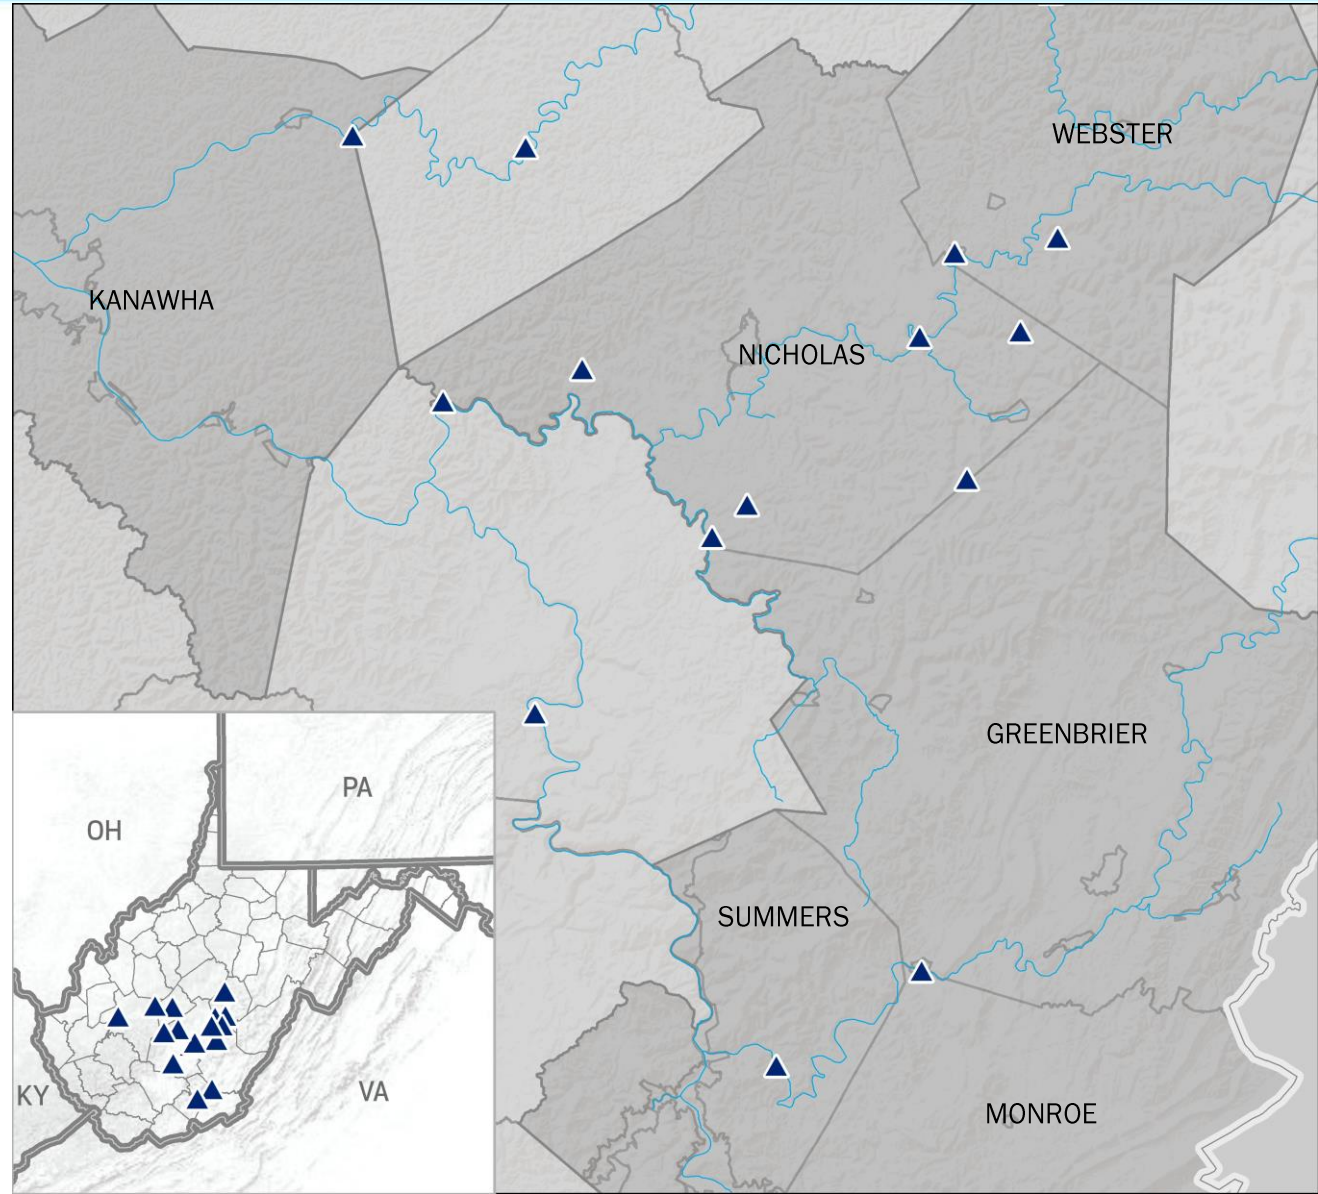 WEBSTER
KANAWHA
NICHOLAS
GREENBRIER
PA
OH
SUMMERS
KY
VA
MONROE